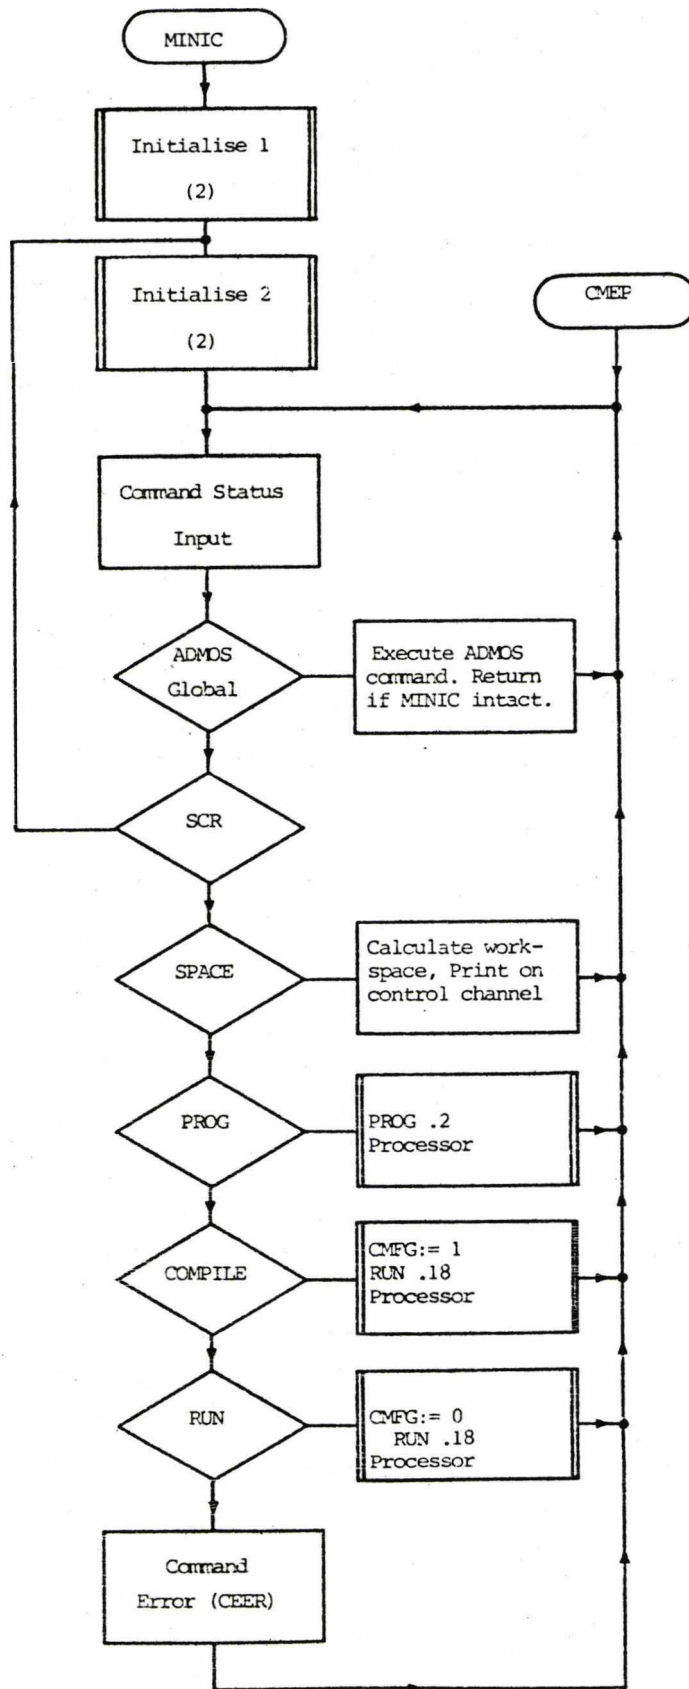 MINIC
Initialise 1
(2)
Initialise 2
(2)
CMEP
Command Status
Input
ADMOS
Global
Execute ADMOS
command. Return
if MINIC intact.
SCR
SPACE
Calculate work-
space, Print on
control channel
PROG
PROG .2
Processor
COMPILE
CMFG:= 1
RUN .18
Processor
RUN
CMFG:= 0
RUN .18
Processor
Command
Error (CEER)